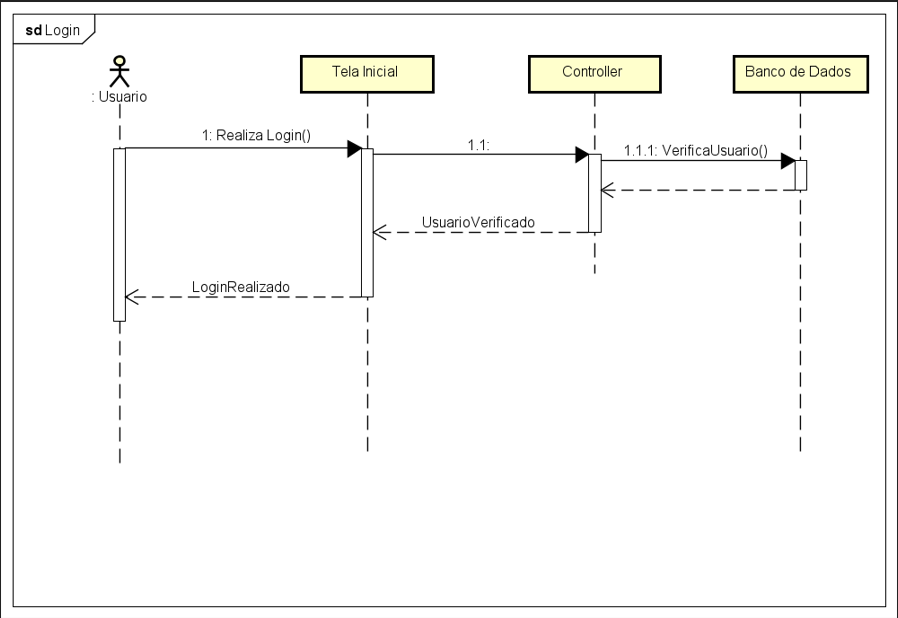 sd Login
: Usuario
Tela Inicial
Controller
Banco de Dados
1: Realiza Login()
1.1:
1.1.1: VerificaUsuario()
UsuarioVerificado
LoginRealizado